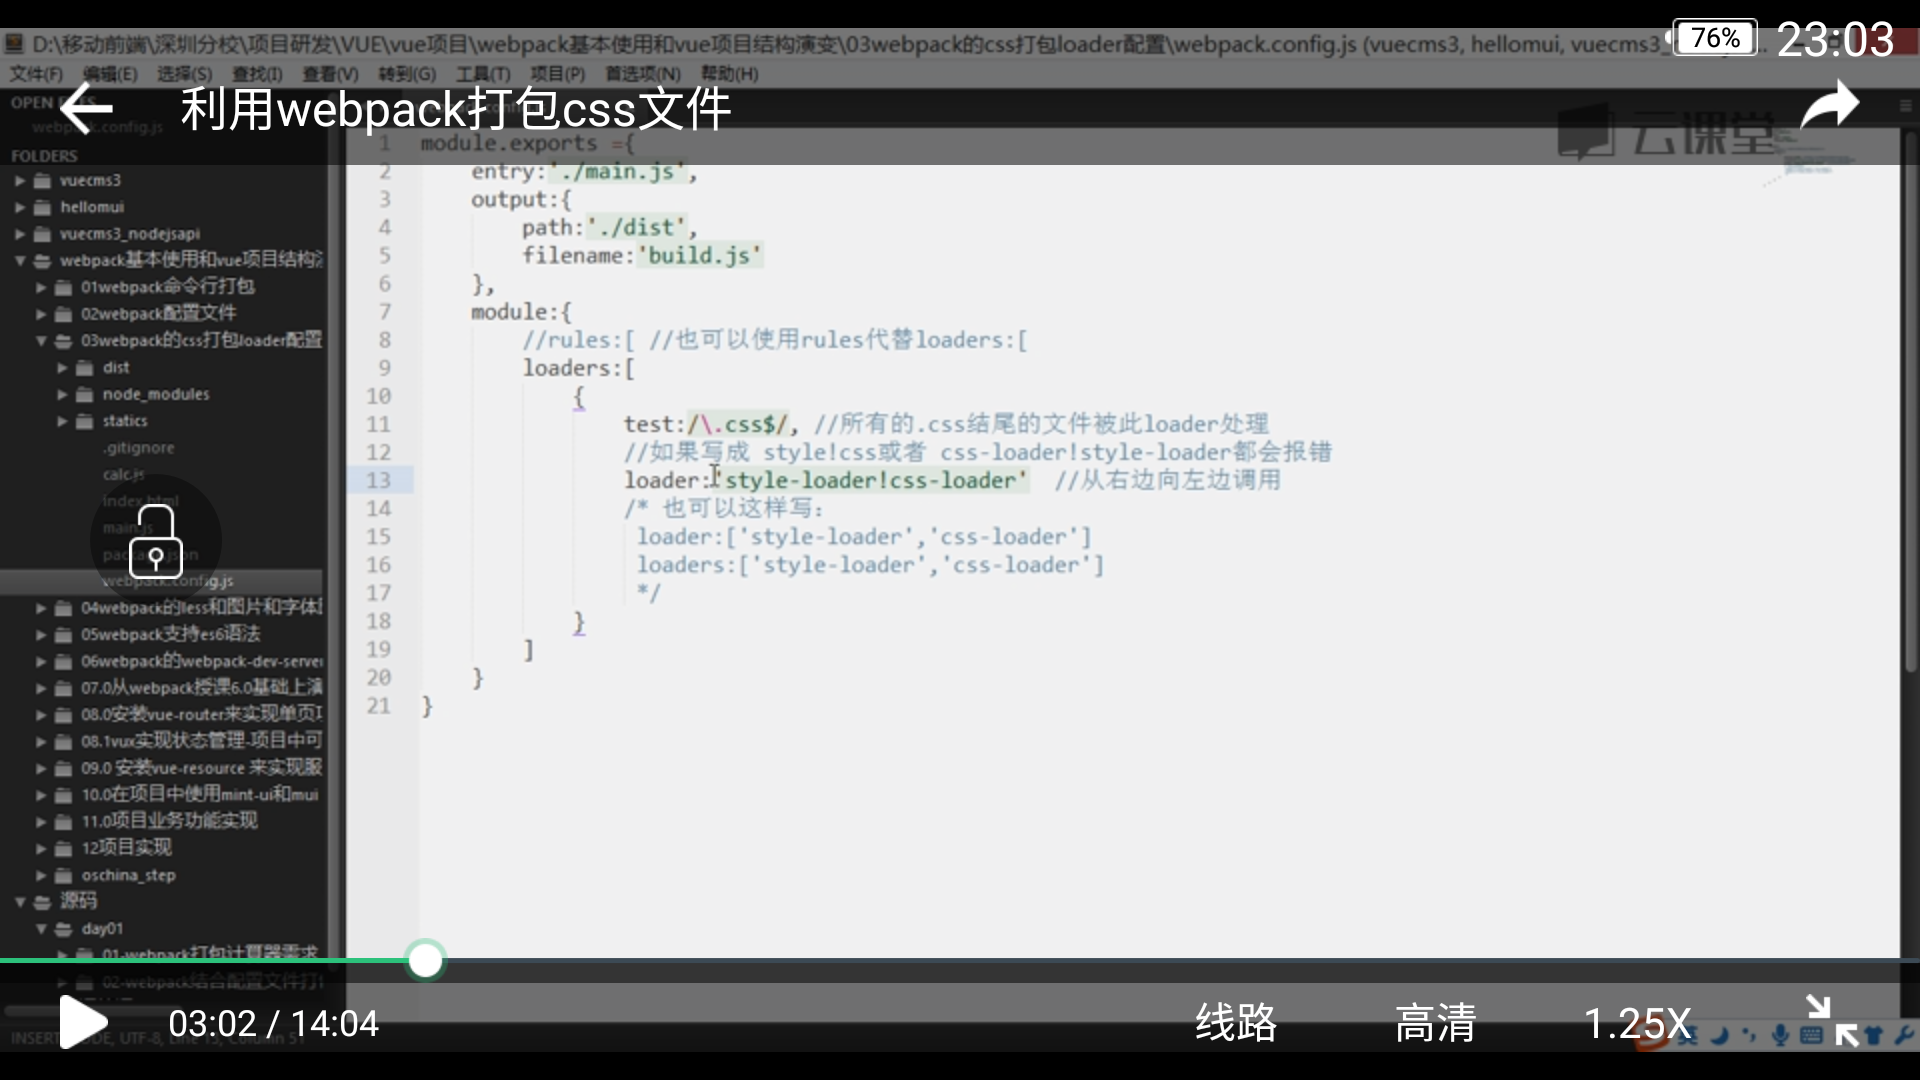 D:\移动前端\深圳分校\项目研发\VUE\vue项目\webpack基本使用和vue项目结构演变\03webpack的css打包loader配置\webpack.config.js (vuecms3, hellomui, vuecms3_
76%
23:03
文件(F) 编辑(E) 选择(S) 查找(I) 查看(V) 转到(G) 工具(T) 项目(P) 首选项(N) 帮助(H)
利用webpack打包css文件
云课堂
OPEN FILES
webpack.config.js
FOLDERS
vuecms3
hellomui
vuecms3_nodejsapi
webpack基本使用和vue项目结构
01webpack命令行打包
02webpack配置文件
03webpack的css打包loader配置
dist
node_modules
statics
.gitignore
calc.js
index.html
main.js
package.json
webpack.config.js
04webpack的less和图片和字体
05webpack支持es6语法
06webpack的webpack-dev-server
07.0从webpack授课6.0基础上演
08.0安装vue-router来实现单页
08.1vux实现状态管理-项目中可
09.0 安装vue-resource 来实现服
10.0在项目中使用mint-ui和mui
11.0项目业务功能实现
12项目实现
oschina_step
源码
day01
01-webpack打包计算器需求
02-webpack结合配置文件打
1 module.exports ={
2 entry:'./main.js',
3 output:{
4 path:'./dist',
5 filename:'build.js'
6 },
7 module:{
8 //rules:[ //也可以使用rules代替loaders:[
9 loaders:[
10 {
11 test:/\.css$/, //所有的.css结尾的文件被此loader处理
12 //如果写成 style!css或者 css-loader!style-loader都会报错
13 loader:'style-loader!css-loader' //从右边向左边调用
14 /* 也可以这样写:
15 loader:['style-loader','css-loader']
16 loaders:['style-loader','css-loader']
17 */
18 }
19 ]
20 }
21 }
03:02 / 14:04
线路
高清
1.25X
英